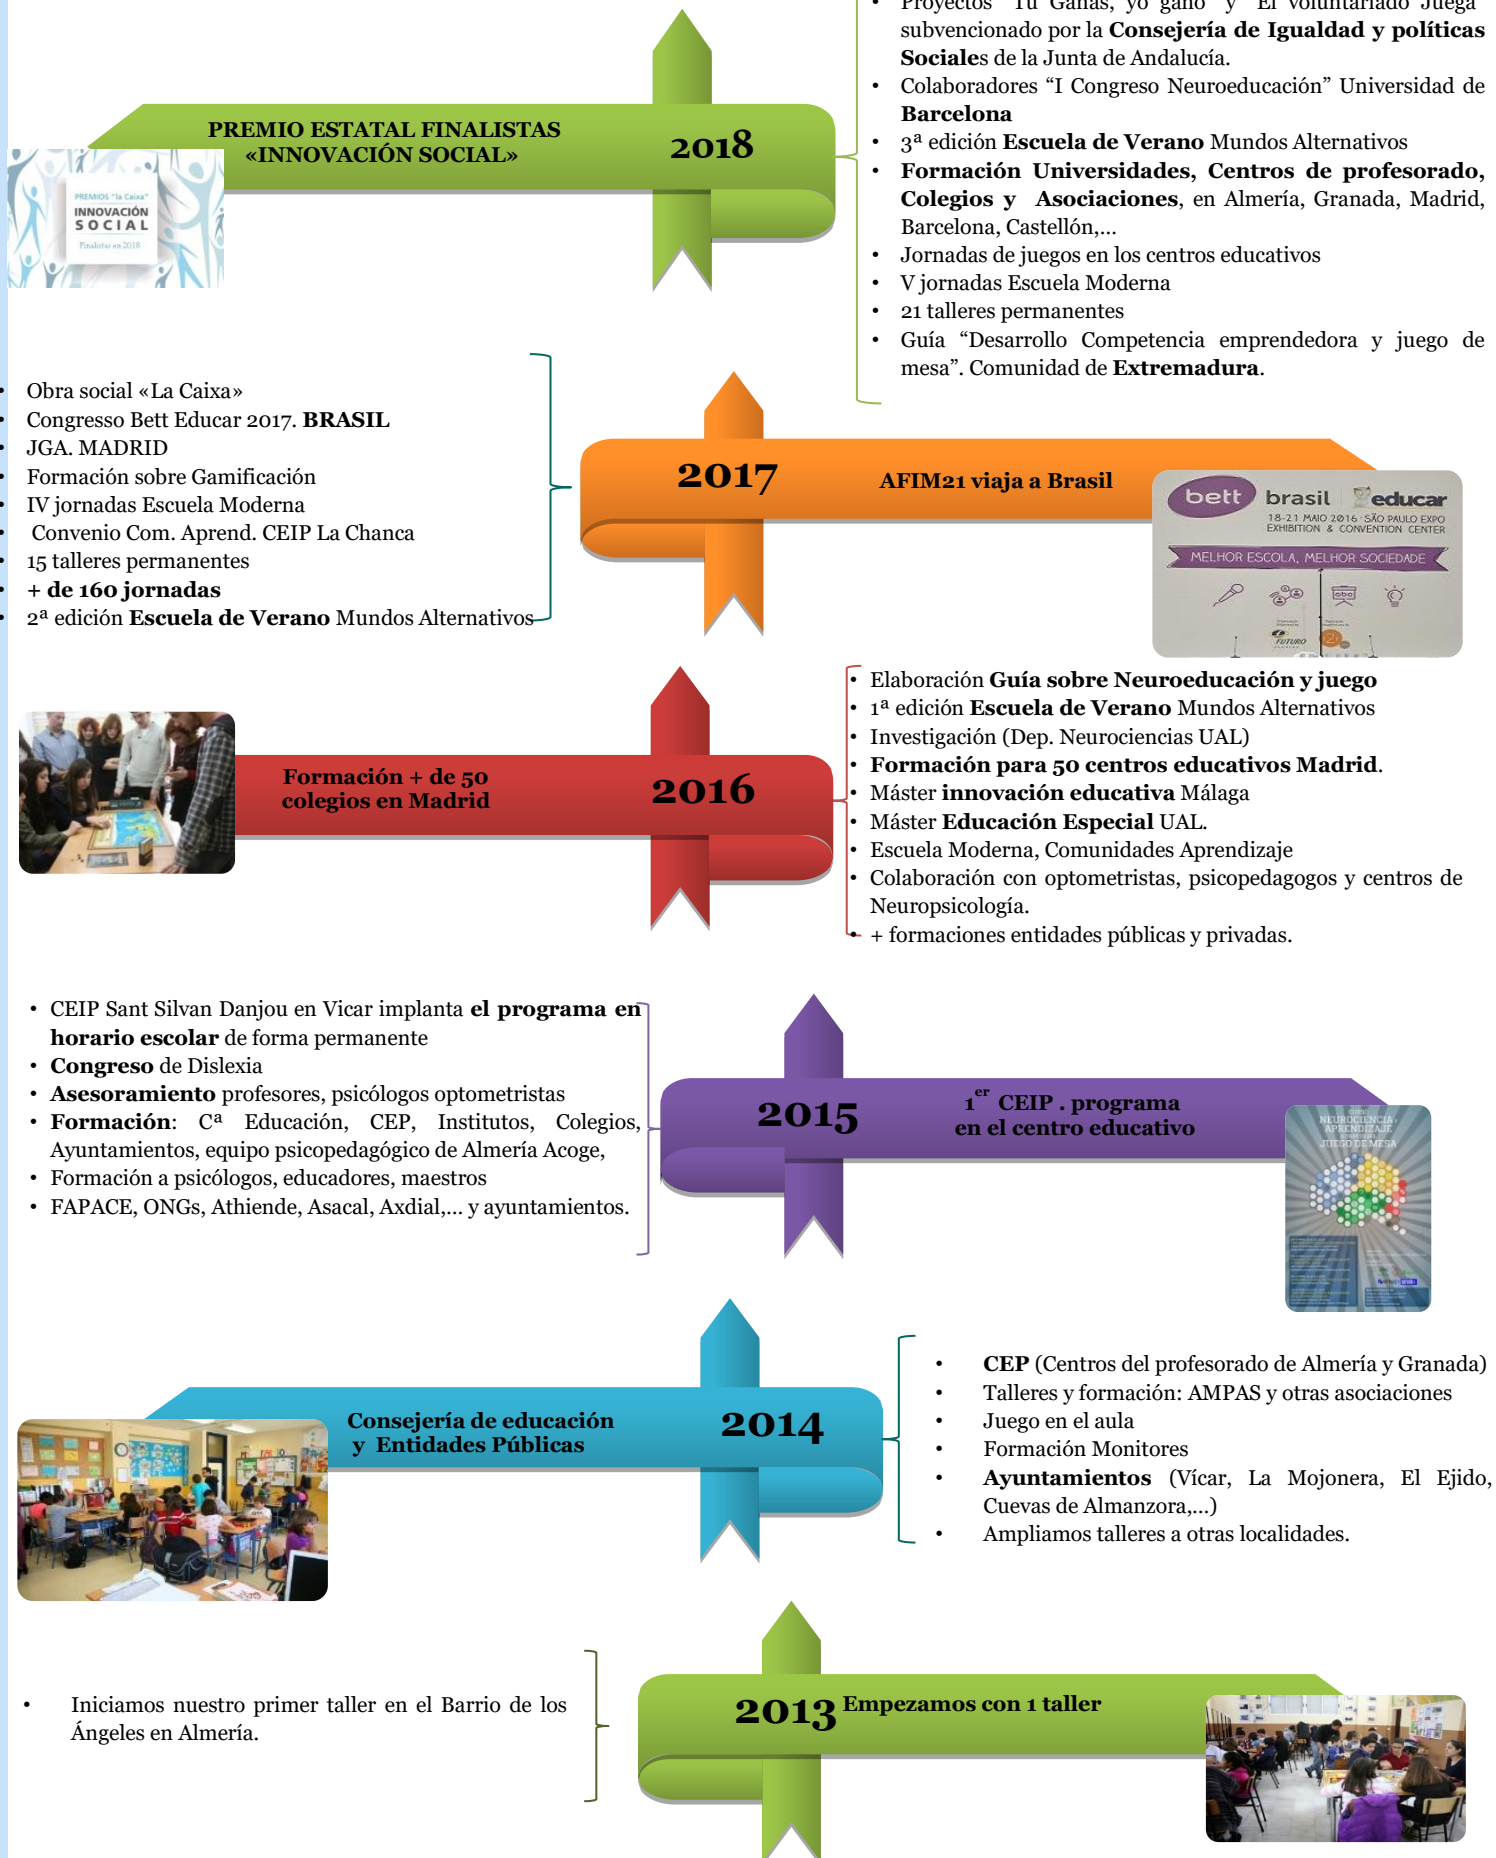 Proyectos "Tú Ganas, yo gano" y "El voluntariado Juega"
subvencionado por la Consejería de Igualdad y políticas
Sociales de la Junta de Andalucía.
• Colaboradores "I Congreso Neuroeducación" Universidad de
Barcelona
• 3ª edición Escuela de Verano Mundos Alternativos
• Formación Universidades, Centros de profesorado,
Colegios y Asociaciones, en Almería, Granada, Madrid,
Barcelona, Castellón,...
• Jornadas de juegos en los centros educativos
• V jornadas Escuela Moderna
• 21 talleres permanentes
• Guía "Desarrollo Competencia emprendedora y juego de
mesa". Comunidad de Extremadura.
PREMIO ESTATAL FINALISTAS
«INNOVACIÓN SOCIAL»
2018
PREMIOS "la Caixa"
INNOVACIÓN
SOCIAL
Finalistas en 2018
• Obra social «La Caixa»
• Congresso Bett Educar 2017. BRASIL
• JGA. MADRID
• Formación sobre Gamificación
• IV jornadas Escuela Moderna
• Convenio Com. Aprend. CEIP La Chanca
• 15 talleres permanentes
• + de 160 jornadas
• 2ª edición Escuela de Verano Mundos Alternativos
2017
AFIM21 viaja a Brasil
bett brasil educar
18-21 MAIO 2016 · SÃO PAULO EXPO
EXHIBITION & CONVENTION CENTER
MELHOR ESCOLA, MELHOR SOCIEDADE
FUTURO
Formación + de 50
colegios en Madrid
2016
• Elaboración Guía sobre Neuroeducación y juego
• 1ª edición Escuela de Verano Mundos Alternativos
• Investigación (Dep. Neurociencias UAL)
• Formación para 50 centros educativos Madrid.
• Máster innovación educativa Málaga
• Máster Educación Especial UAL.
• Escuela Moderna, Comunidades Aprendizaje
• Colaboración con optometristas, psicopedagogos y centros de
Neuropsicología.
• + formaciones entidades públicas y privadas.
• CEIP Sant Silvan Danjou en Vicar implanta el programa en
horario escolar de forma permanente
• Congreso de Dislexia
• Asesoramiento profesores, psicólogos optometristas
• Formación: Cª Educación, CEP, Institutos, Colegios,
Ayuntamientos, equipo psicopedagógico de Almería Acoge,
• Formación a psicólogos, educadores, maestros
• FAPACE, ONGs, Athiende, Asacal, Axdial,... y ayuntamientos.
2015
1er CEIP . programa
en el centro educativo
CURSO
NEUROCIENCIA Y
APRENDIZAJE
JUEGO DE MESA
Consejería de educación
y Entidades Públicas
2014
• CEP (Centros del profesorado de Almería y Granada)
• Talleres y formación: AMPAS y otras asociaciones
• Juego en el aula
• Formación Monitores
• Ayuntamientos (Vícar, La Mojonera, El Ejido,
Cuevas de Almanzora,...)
• Ampliamos talleres a otras localidades.
• Iniciamos nuestro primer taller en el Barrio de los
Ángeles en Almería.
2013
Empezamos con 1 taller